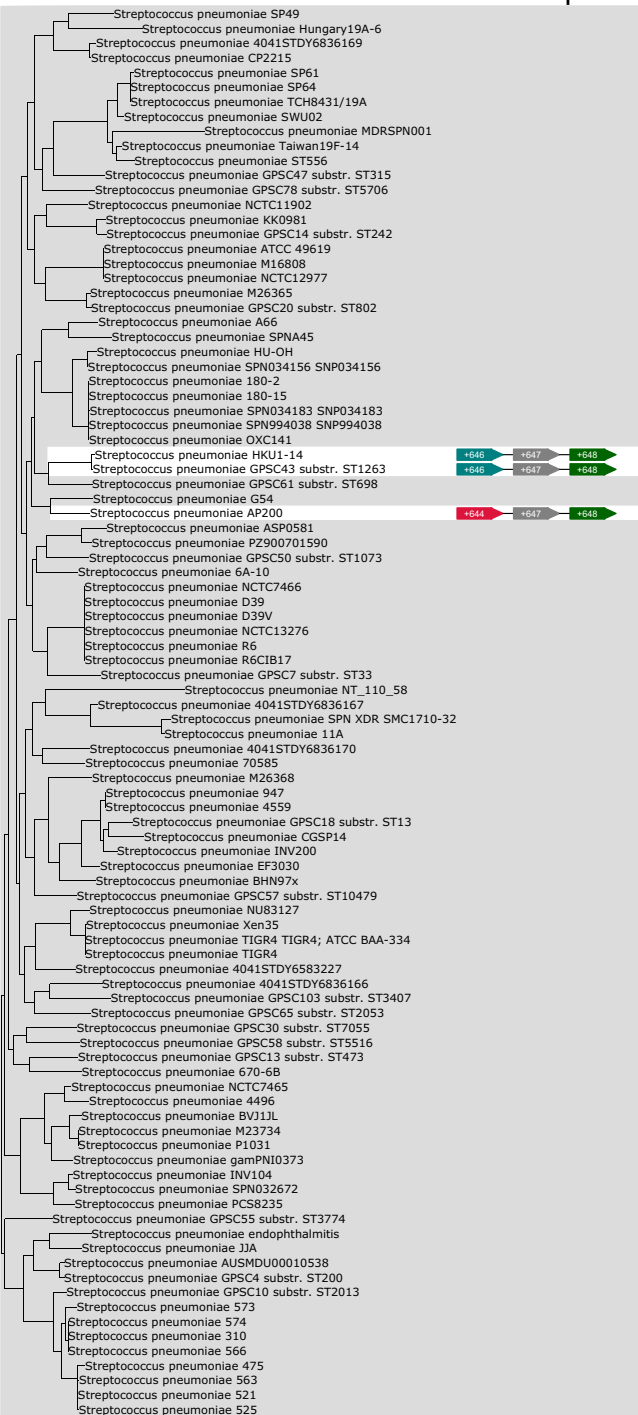 Streptococcus pneumoniae SP49
Streptococcus pneumoniae Hungary19A-6
Streptococcus pneumoniae 4041STDY6836169
Streptococcus pneumoniae CP2215
Streptococcus pneumoniae SP61
Streptococcus pneumoniae SP64
Streptococcus pneumoniae TCH8431/19A
Streptococcus pneumoniae SWU02
Streptococcus pneumoniae MDRSPN001
Streptococcus pneumoniae Taiwan19F-14
Streptococcus pneumoniae ST556
Streptococcus pneumoniae GPSC47 substr. ST315
Streptococcus pneumoniae GPSC78 substr. ST5706
Streptococcus pneumoniae NCTC11902
Streptococcus pneumoniae KK0981
Streptococcus pneumoniae GPSC14 substr. ST242
Streptococcus pneumoniae ATCC 49619
Streptococcus pneumoniae M16808
Streptococcus pneumoniae NCTC12977
Streptococcus pneumoniae M26365
Streptococcus pneumoniae GPSC20 substr. ST802
Streptococcus pneumoniae A66
Streptococcus pneumoniae SPNA45
Streptococcus pneumoniae HU-OH
Streptococcus pneumoniae SPN034156 SNP034156
Streptococcus pneumoniae 180-2
Streptococcus pneumoniae 180-15
Streptococcus pneumoniae SPN034183 SNP034183
Streptococcus pneumoniae SPN994038 SNP994038
Streptococcus pneumoniae OXC141
Streptococcus pneumoniae HKU1-14 +646 +647 +648
Streptococcus pneumoniae GPSC43 substr. ST1263 +646 +647 +648
Streptococcus pneumoniae GPSC61 substr. ST698
Streptococcus pneumoniae G54
Streptococcus pneumoniae AP200 +644 +647 +648
Streptococcus pneumoniae ASP0581
Streptococcus pneumoniae PZ900701590
Streptococcus pneumoniae GPSC50 substr. ST1073
Streptococcus pneumoniae 6A-10
Streptococcus pneumoniae NCTC7466
Streptococcus pneumoniae D39
Streptococcus pneumoniae D39V
Streptococcus pneumoniae NCTC13276
Streptococcus pneumoniae R6
Streptococcus pneumoniae R6CIB17
Streptococcus pneumoniae GPSC7 substr. ST33
Streptococcus pneumoniae NT_110_58
Streptococcus pneumoniae 4041STDY6836167
Streptococcus pneumoniae SPN XDR SMC1710-32
Streptococcus pneumoniae 11A
Streptococcus pneumoniae 4041STDY6836170
Streptococcus pneumoniae 70585
Streptococcus pneumoniae M26368
Streptococcus pneumoniae 947
Streptococcus pneumoniae 4559
Streptococcus pneumoniae GPSC18 substr. ST13
Streptococcus pneumoniae CGSP14
Streptococcus pneumoniae INV200
Streptococcus pneumoniae EF3030
Streptococcus pneumoniae BHN97x
Streptococcus pneumoniae GPSC57 substr. ST10479
Streptococcus pneumoniae NU83127
Streptococcus pneumoniae Xen35
Streptococcus pneumoniae TIGR4 TIGR4; ATCC BAA-334
Streptococcus pneumoniae TIGR4
Streptococcus pneumoniae 4041STDY6583227
Streptococcus pneumoniae 4041STDY6836166
Streptococcus pneumoniae GPSC103 substr. ST3407
Streptococcus pneumoniae GPSC65 substr. ST2053
Streptococcus pneumoniae GPSC30 substr. ST7055
Streptococcus pneumoniae GPSC58 substr. ST5516
Streptococcus pneumoniae GPSC13 substr. ST473
Streptococcus pneumoniae 670-6B
Streptococcus pneumoniae NCTC7465
Streptococcus pneumoniae 4496
Streptococcus pneumoniae BVJ1JL
Streptococcus pneumoniae M23734
Streptococcus pneumoniae P1031
Streptococcus pneumoniae gamPNI0373
Streptococcus pneumoniae INV104
Streptococcus pneumoniae SPN032672
Streptococcus pneumoniae PCS8235
Streptococcus pneumoniae GPSC55 substr. ST3774
Streptococcus pneumoniae endophthalmitis
Streptococcus pneumoniae JJA
Streptococcus pneumoniae AUSMDU00010538
Streptococcus pneumoniae GPSC4 substr. ST200
Streptococcus pneumoniae GPSC10 substr. ST2013
Streptococcus pneumoniae 573
Streptococcus pneumoniae 574
Streptococcus pneumoniae 310
Streptococcus pneumoniae 566
Streptococcus pneumoniae 475
Streptococcus pneumoniae 563
Streptococcus pneumoniae 521
Streptococcus pneumoniae 525